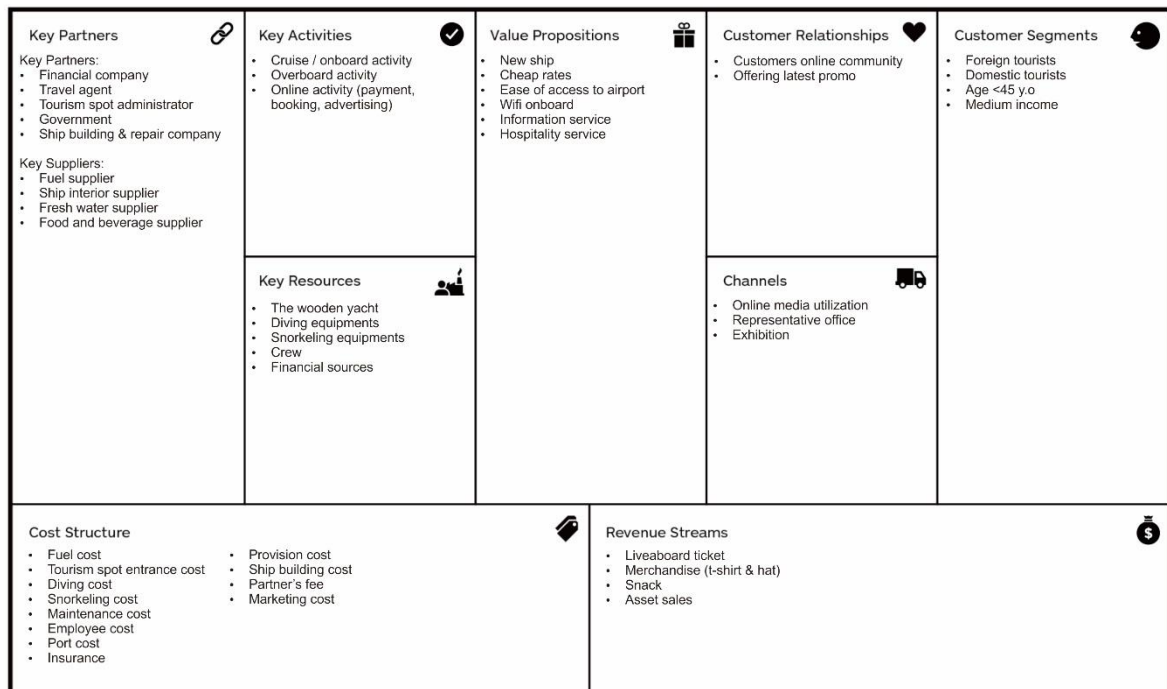 Key Partners
Key Partners:
• Financial company
• Travel agent
• Tourism spot administrator
• Government
• Ship building & repair company
Key Suppliers:
• Fuel supplier
• Ship interior supplier
• Fresh water supplier
• Food and beverage supplier
Key Activities
• Cruise / onboard activity
• Overboard activity
• Online activity (payment,
booking, advertising)
Key Resources
• The wooden yacht
• Diving equipments
• Snorkeling equipments
• Crew
• Financial sources
Value Propositions
• New ship
• Cheap rates
• Ease of access to airport
• Wifi onboard
• Information service
• Hospitality service
Customer Relationships
• Customers online community
• Offering latest promo
Channels
• Online media utilization
• Representative office
• Exhibition
Customer Segments
• Foreign tourists
• Domestic tourists
• Age <45 y.o
• Medium income
Cost Structure
• Fuel cost
• Tourism spot entrance cost
• Diving cost
• Snorkeling cost
• Maintenance cost
• Employee cost
• Port cost
• Insurance
• Provision cost
• Ship building cost
• Partner's fee
• Marketing cost
Revenue Streams
$
• Liveaboard ticket
• Merchandise (t-shirt & hat)
• Snack
• Asset sales